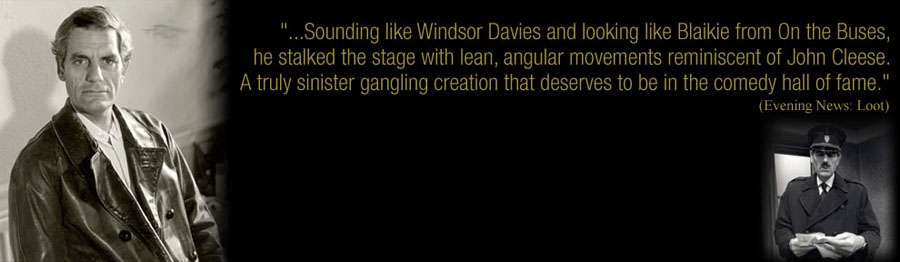 "...Sounding like Windsor Davies and looking like Blaikie from On the Buses,
he stalked the stage with lean, angular movements reminiscent of John Cleese.
A truly sinister gangling creation that deserves to be in the comedy hall of fame."
(Evening News: Loot)